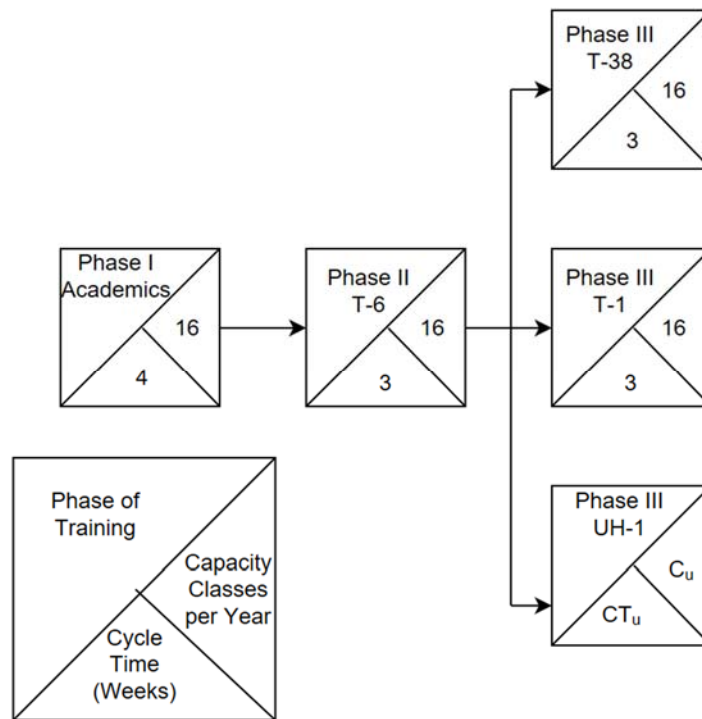 Phase III
T-38
16
3
Phase I
Academics
16
4
Phase II
T-6
16
3
Phase III
T-1
16
3
Phase of
Training
Capacity
Classes
per Year
Cycle
Time
(Weeks)
Phase III
UH-1
Cᵤ
CTᵤ